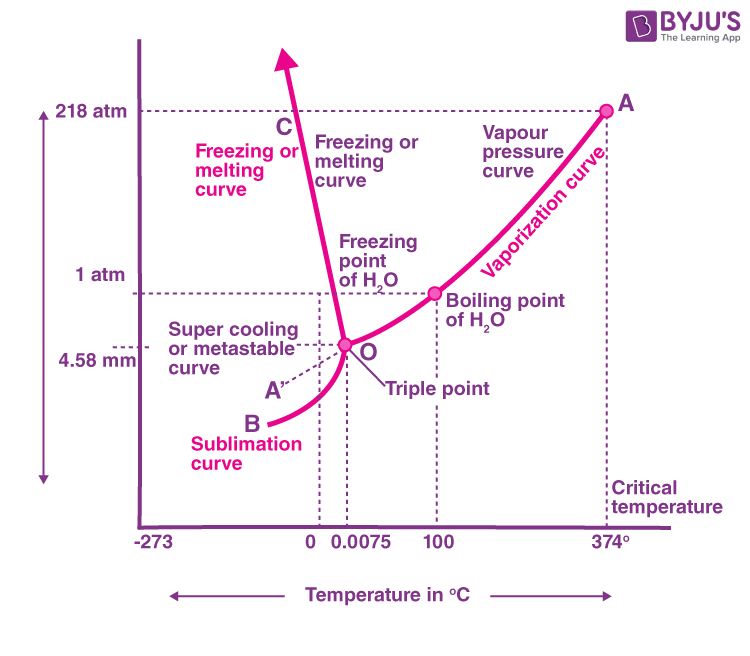 BYJU'S
The Learning App
218 atm
A
C
Freezing or
melting
curve
Freezing or
melting
curve
Vapour
pressure
curve
Vaporization curve
Freezing
point
of H₂O
1 atm
Boiling point
of H₂O
Super cooling
or metastable
curve
4.58 mm
O
A'
Triple point
B
Sublimation
curve
Critical
temperature
-273
0
0.0075
100
374°
Temperature in °C